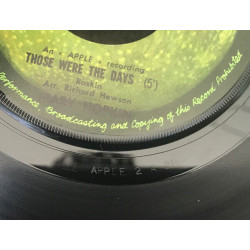 An • APPLE • recording
THOSE WERE THE DAYS (5')
Raskin
Arr. Richard Hewson
Performance, Broadcasting and Copying of this Record Prohibited
APPLE 2